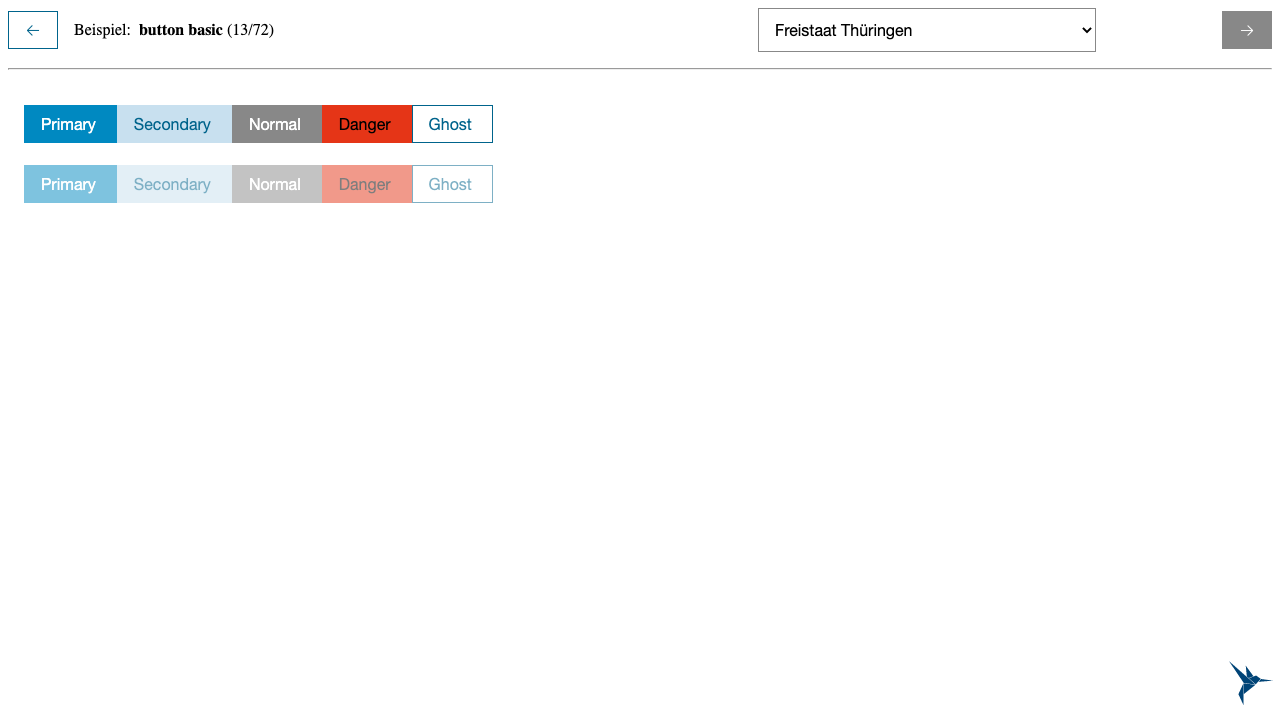 ← Beispiel: button basic (13/72) Freistaat Thüringen →
Primary Secondary Normal Danger Ghost
Primary Secondary Normal Danger Ghost